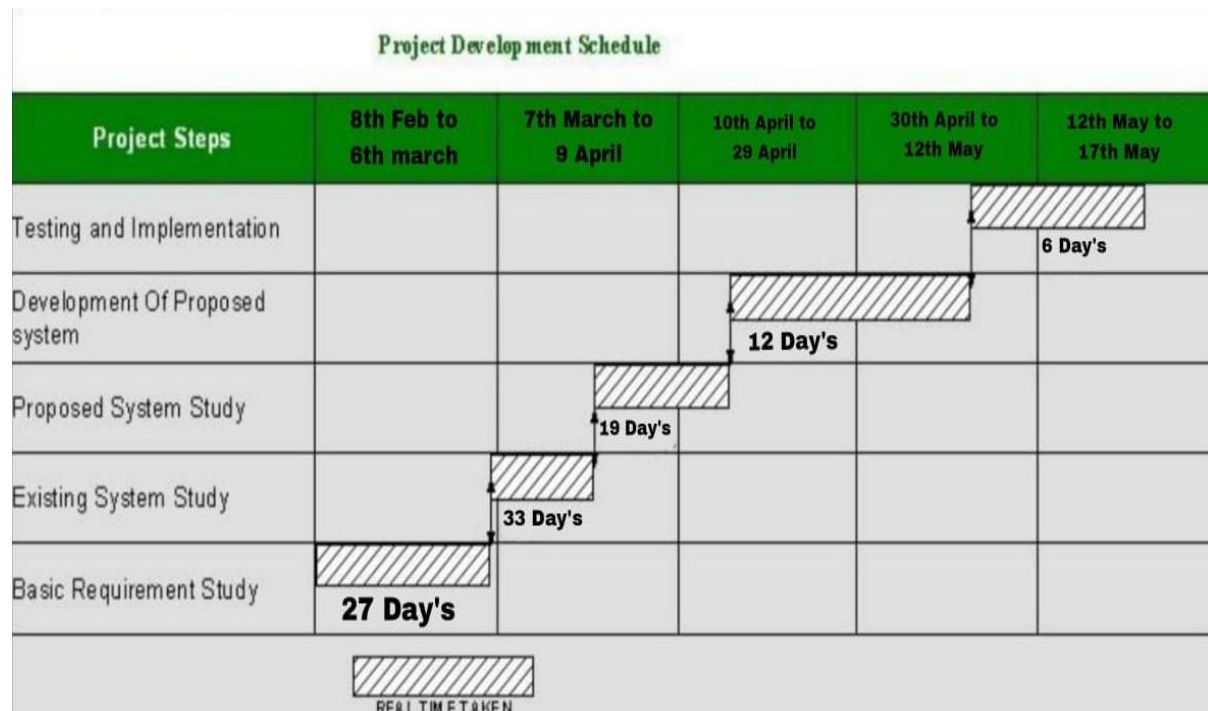 Project Development Schedule
Project Steps
8th Feb to
6th march
7th March to
9 April
10th April to
29 April
30th April to
12th May
12th May to
17th May
Testing and Implementation
6 Day's
Development Of Proposed
system
12 Day's
Proposed System Study
19 Day's
Existing System Study
33 Day's
Basic Requirement Study
27 Day's
REAL TIME TAKEN